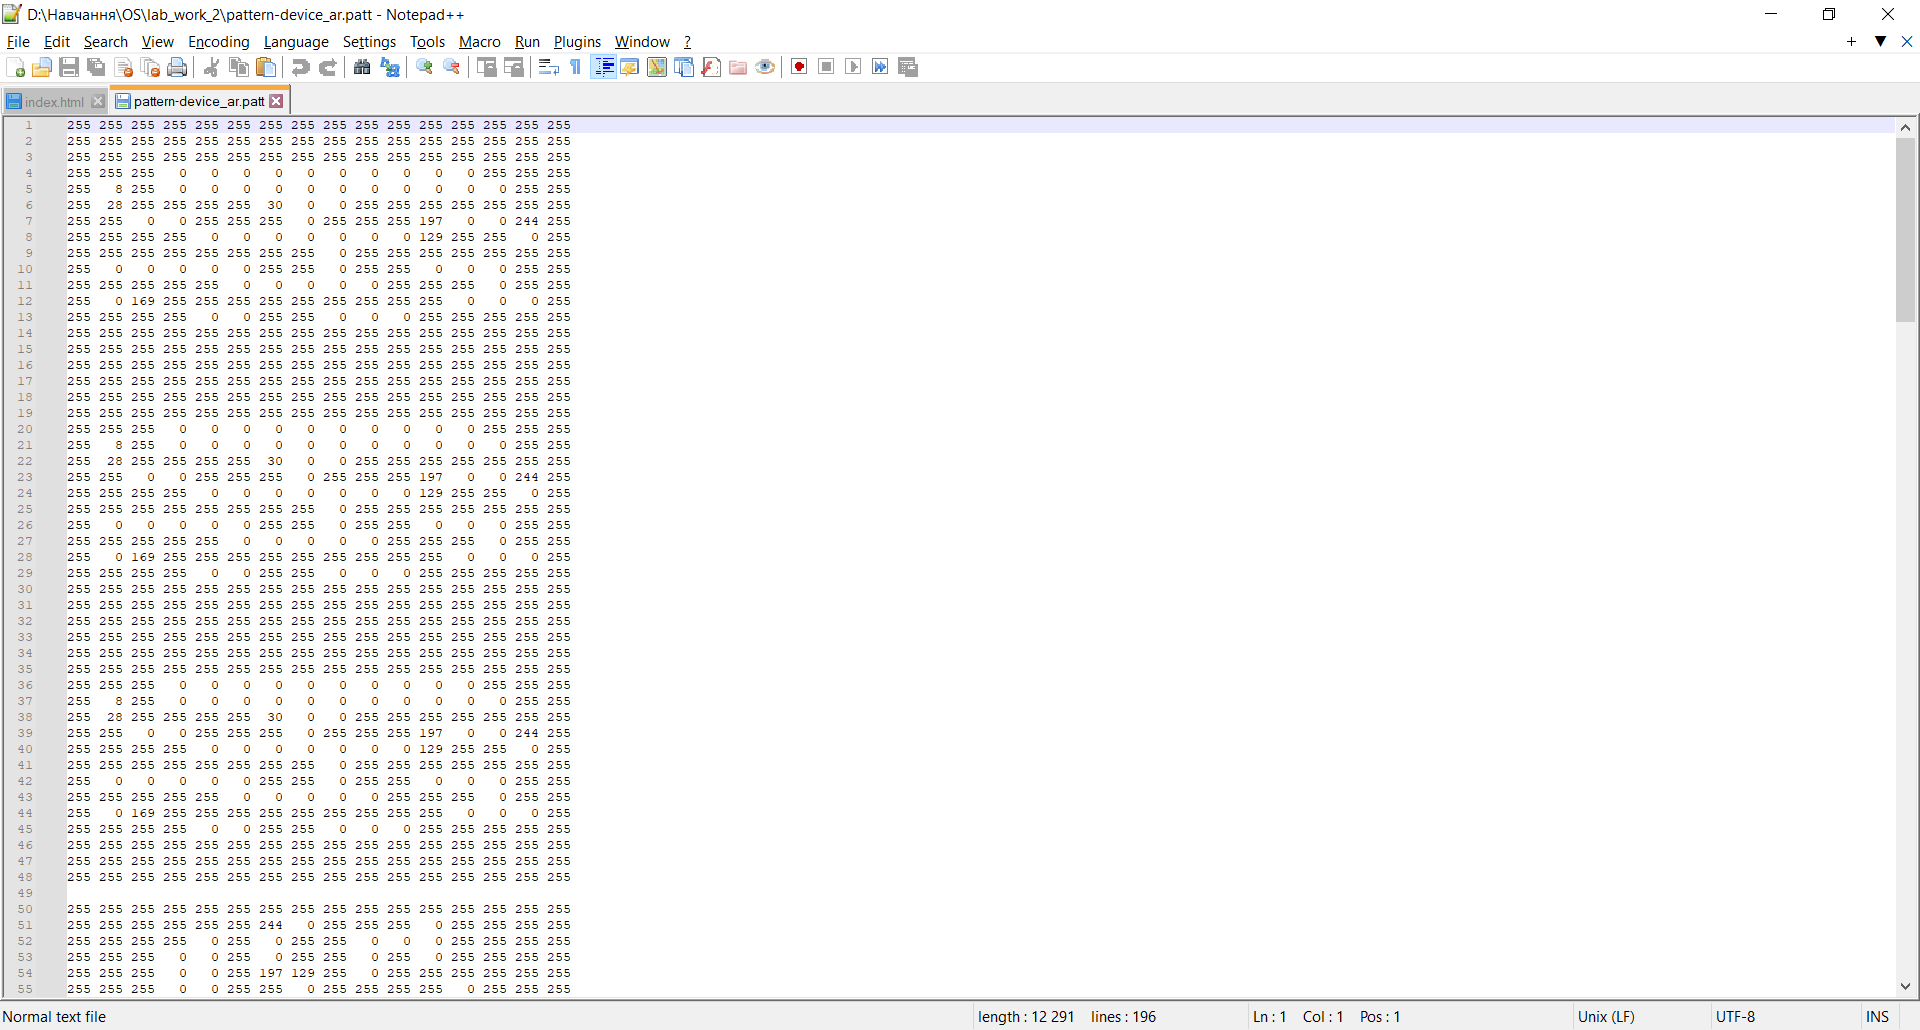 D:\Навчання\OS\lab_work_2\pattern-device_ar.patt - Notepad++
File Edit Search View Encoding Language Settings Tools Macro Run Plugins Window ?
index.html pattern-device_ar.patt
1 255 255 255 255 255 255 255 255 255 255 255 255 255 255 255 255
2 255 255 255 255 255 255 255 255 255 255 255 255 255 255 255 255
3 255 255 255 255 255 255 255 255 255 255 255 255 255 255 255 255
4 255 255 255 0 0 0 0 0 0 0 0 0 0 255 255 255
5 255 8 255 0 0 0 0 0 0 0 0 0 0 0 255 255
6 255 28 255 255 255 255 30 0 0 255 255 255 255 255 255 255
7 255 255 0 0 255 255 255 0 255 255 255 197 0 0 244 255
8 255 255 255 255 0 0 0 0 0 0 0 129 255 255 0 255
9 255 255 255 255 255 255 255 255 0 255 255 255 255 255 255 255
10 255 0 0 0 0 0 255 255 0 255 255 0 0 0 255 255
11 255 255 255 255 255 0 0 0 0 0 255 255 255 0 255 255
12 255 0 169 255 255 255 255 255 255 255 255 255 0 0 0 255
13 255 255 255 255 0 0 255 255 0 0 0 255 255 255 255 255
14 255 255 255 255 255 255 255 255 255 255 255 255 255 255 255 255
15 255 255 255 255 255 255 255 255 255 255 255 255 255 255 255 255
16 255 255 255 255 255 255 255 255 255 255 255 255 255 255 255 255
17 255 255 255 255 255 255 255 255 255 255 255 255 255 255 255 255
18 255 255 255 255 255 255 255 255 255 255 255 255 255 255 255 255
19 255 255 255 255 255 255 255 255 255 255 255 255 255 255 255 255
20 255 255 255 0 0 0 0 0 0 0 0 0 0 255 255 255
21 255 8 255 0 0 0 0 0 0 0 0 0 0 0 255 255
22 255 28 255 255 255 255 30 0 0 255 255 255 255 255 255 255
23 255 255 0 0 255 255 255 0 255 255 255 197 0 0 244 255
24 255 255 255 255 0 0 0 0 0 0 0 129 255 255 0 255
25 255 255 255 255 255 255 255 255 0 255 255 255 255 255 255 255
26 255 0 0 0 0 0 255 255 0 255 255 0 0 0 255 255
27 255 255 255 255 255 0 0 0 0 0 255 255 255 0 255 255
28 255 0 169 255 255 255 255 255 255 255 255 255 0 0 0 255
29 255 255 255 255 0 0 255 255 0 0 0 255 255 255 255 255
30 255 255 255 255 255 255 255 255 255 255 255 255 255 255 255 255
31 255 255 255 255 255 255 255 255 255 255 255 255 255 255 255 255
32 255 255 255 255 255 255 255 255 255 255 255 255 255 255 255 255
33 255 255 255 255 255 255 255 255 255 255 255 255 255 255 255 255
34 255 255 255 255 255 255 255 255 255 255 255 255 255 255 255 255
35 255 255 255 255 255 255 255 255 255 255 255 255 255 255 255 255
36 255 255 255 0 0 0 0 0 0 0 0 0 0 255 255 255
37 255 8 255 0 0 0 0 0 0 0 0 0 0 0 255 255
38 255 28 255 255 255 255 30 0 0 255 255 255 255 255 255 255
39 255 255 0 0 255 255 255 0 255 255 255 197 0 0 244 255
40 255 255 255 255 0 0 0 0 0 0 0 129 255 255 0 255
41 255 255 255 255 255 255 255 255 0 255 255 255 255 255 255 255
42 255 0 0 0 0 0 255 255 0 255 255 0 0 0 255 255
43 255 255 255 255 255 0 0 0 0 0 255 255 255 0 255 255
44 255 0 169 255 255 255 255 255 255 255 255 255 0 0 0 255
45 255 255 255 255 0 0 255 255 0 0 0 255 255 255 255 255
46 255 255 255 255 255 255 255 255 255 255 255 255 255 255 255 255
47 255 255 255 255 255 255 255 255 255 255 255 255 255 255 255 255
48 255 255 255 255 255 255 255 255 255 255 255 255 255 255 255 255
49
50 255 255 255 255 255 255 255 255 255 255 255 255 255 255 255 255
51 255 255 255 255 255 255 244 0 255 255 255 0 255 255 255 255
52 255 255 255 255 0 255 0 255 255 0 0 0 255 255 255 255
53 255 255 255 0 0 255 0 255 255 0 255 0 255 255 255 255
54 255 255 255 0 0 255 197 129 255 0 255 255 255 255 255 255
55 255 255 255 0 0 255 255 0 255 255 255 255 0 255 255 255
Normal text file length : 12 291 lines : 196 Ln : 1 Col : 1 Pos : 1 Unix (LF) UTF-8 INS